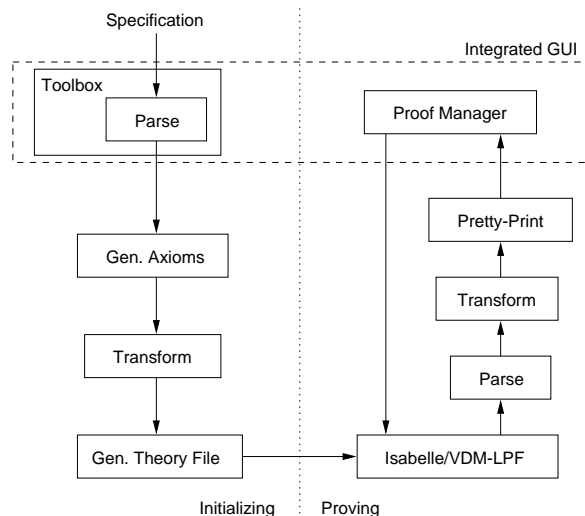 Specification
Integrated GUI
Toolbox
Parse
Proof Manager
Pretty-Print
Gen. Axioms
Transform
Transform
Parse
Gen. Theory File
Isabelle/VDM-LPF
Initializing
Proving